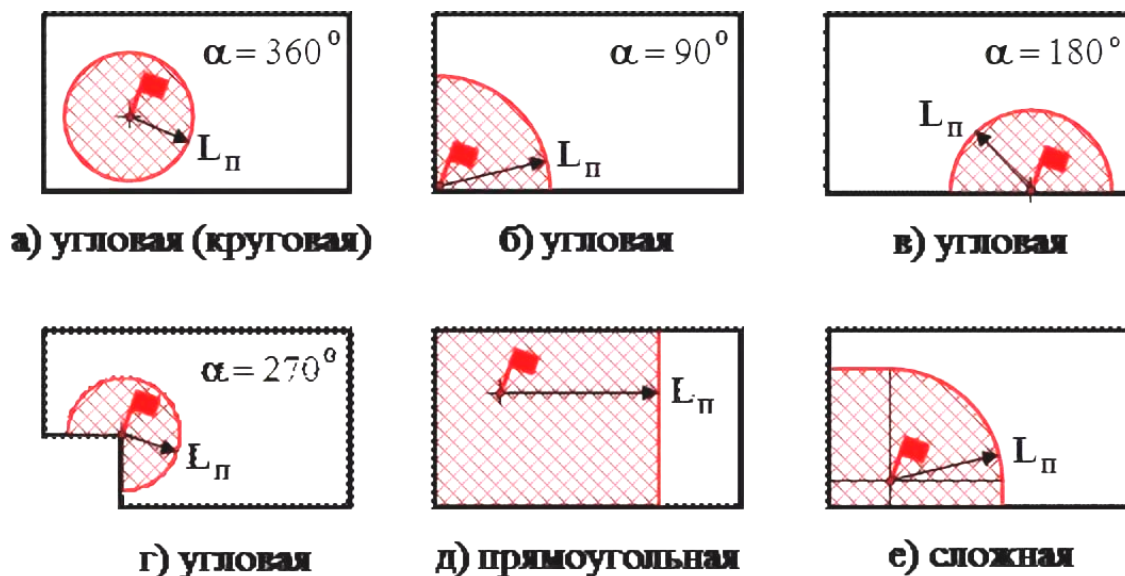 α = 360°
Lп
а) угловая (круговая)
α = 90°
Lп
б) угловая
α = 180°
Lп
в) угловая
α = 270°
Lп
г) угловая
Lп
д) прямоугольная
Lп
е) сложная